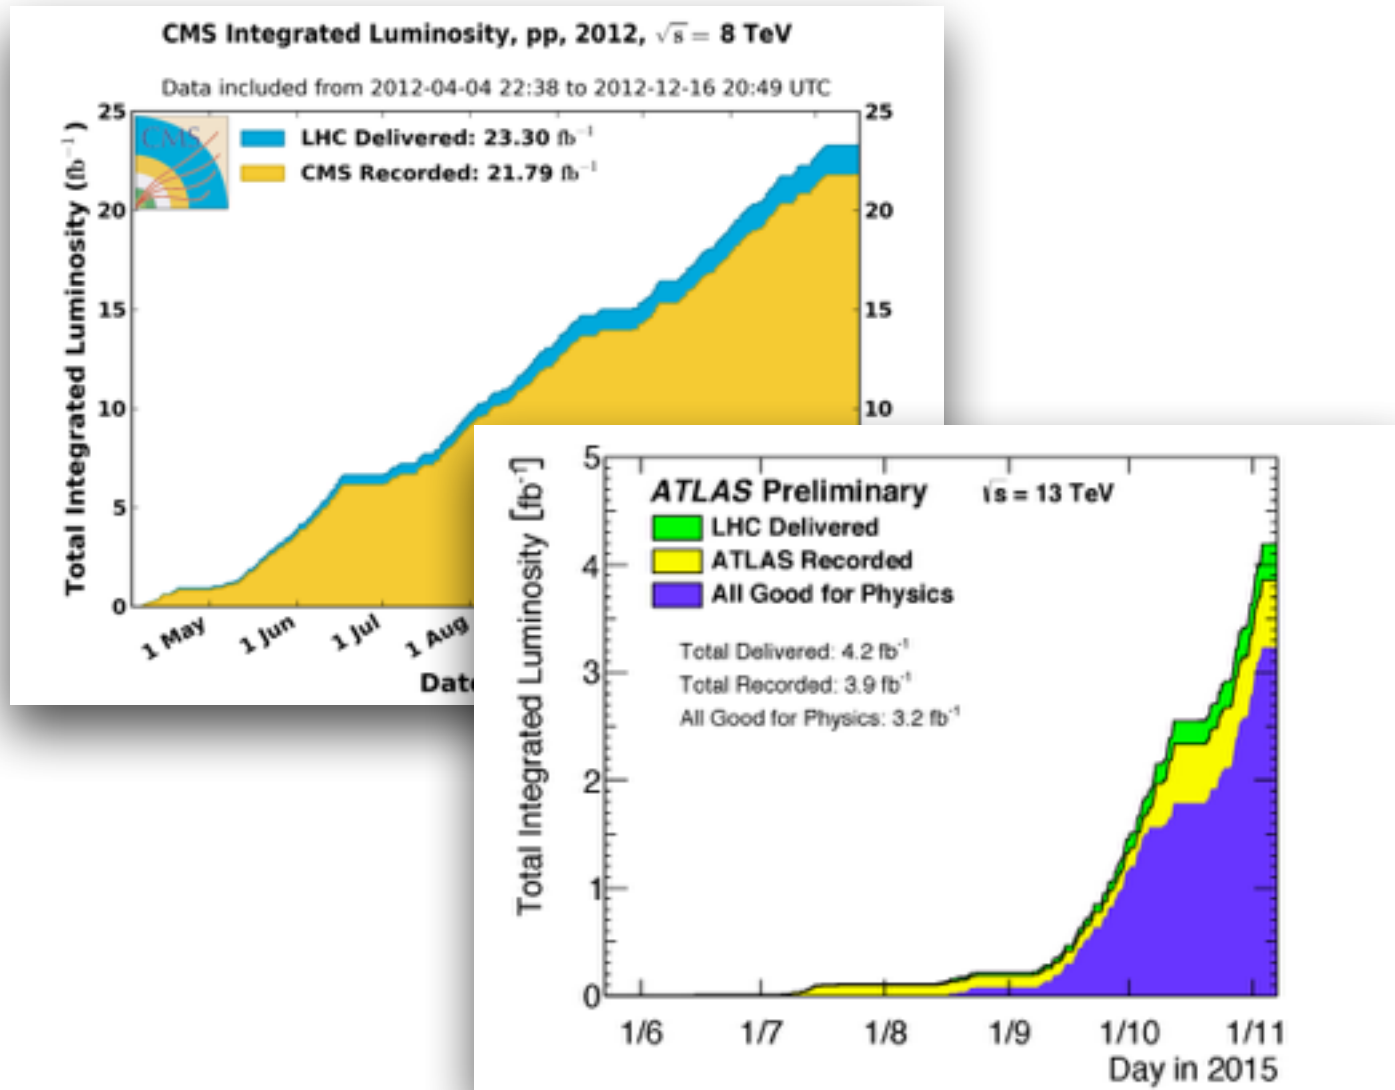 CMS Integrated Luminosity, pp, 2012, √s = 8 TeV
Data included from 2012-04-04 22:38 to 2012-12-16 20:49 UTC
Total Integrated Luminosity (fb⁻¹)
25
20
15
10
5
0
CMS
LHC Delivered: 23.30 fb⁻¹
CMS Recorded: 21.79 fb⁻¹
25
20
15
10
1 May
1 Jun
1 Jul
1 Aug
Date
Total Integrated Luminosity [fb⁻¹]
5
4
3
2
1
0
ATLAS Preliminary √s = 13 TeV
LHC Delivered
ATLAS Recorded
All Good for Physics
Total Delivered: 4.2 fb⁻¹
Total Recorded: 3.9 fb⁻¹
All Good for Physics: 3.2 fb⁻¹
1/6 1/7 1/8 1/9 1/10 1/11
Day in 2015